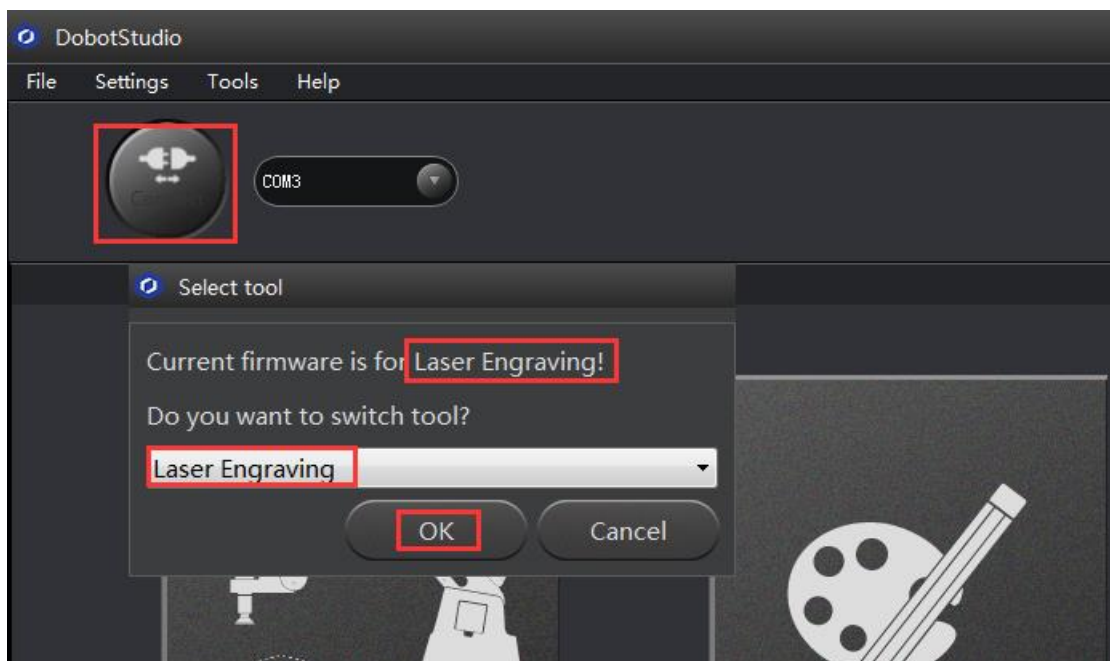 DobotStudio
File Settings Tools Help
COM3
Select tool
Current firmware is for Laser Engraving!
Do you want to switch tool?
Laser Engraving
OK Cancel